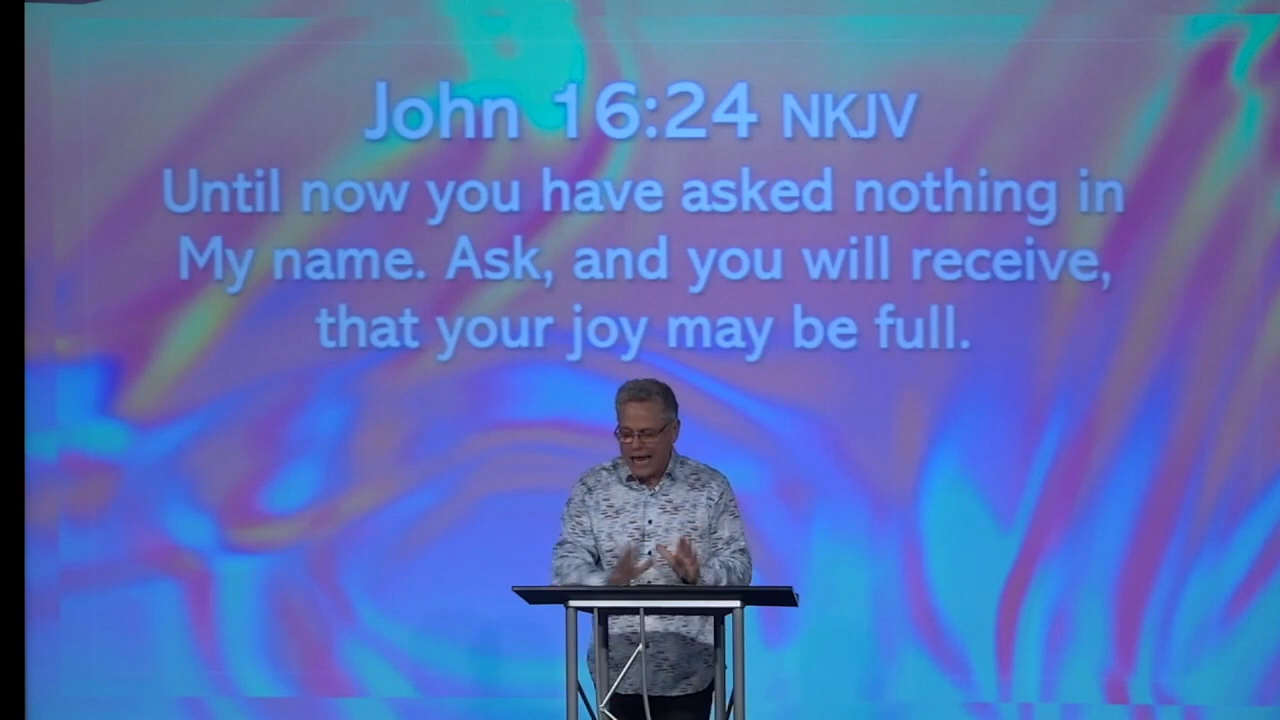 John 16:24 NKJV
Until now you have asked nothing in
My name. Ask, and you will receive,
that your joy may be full.